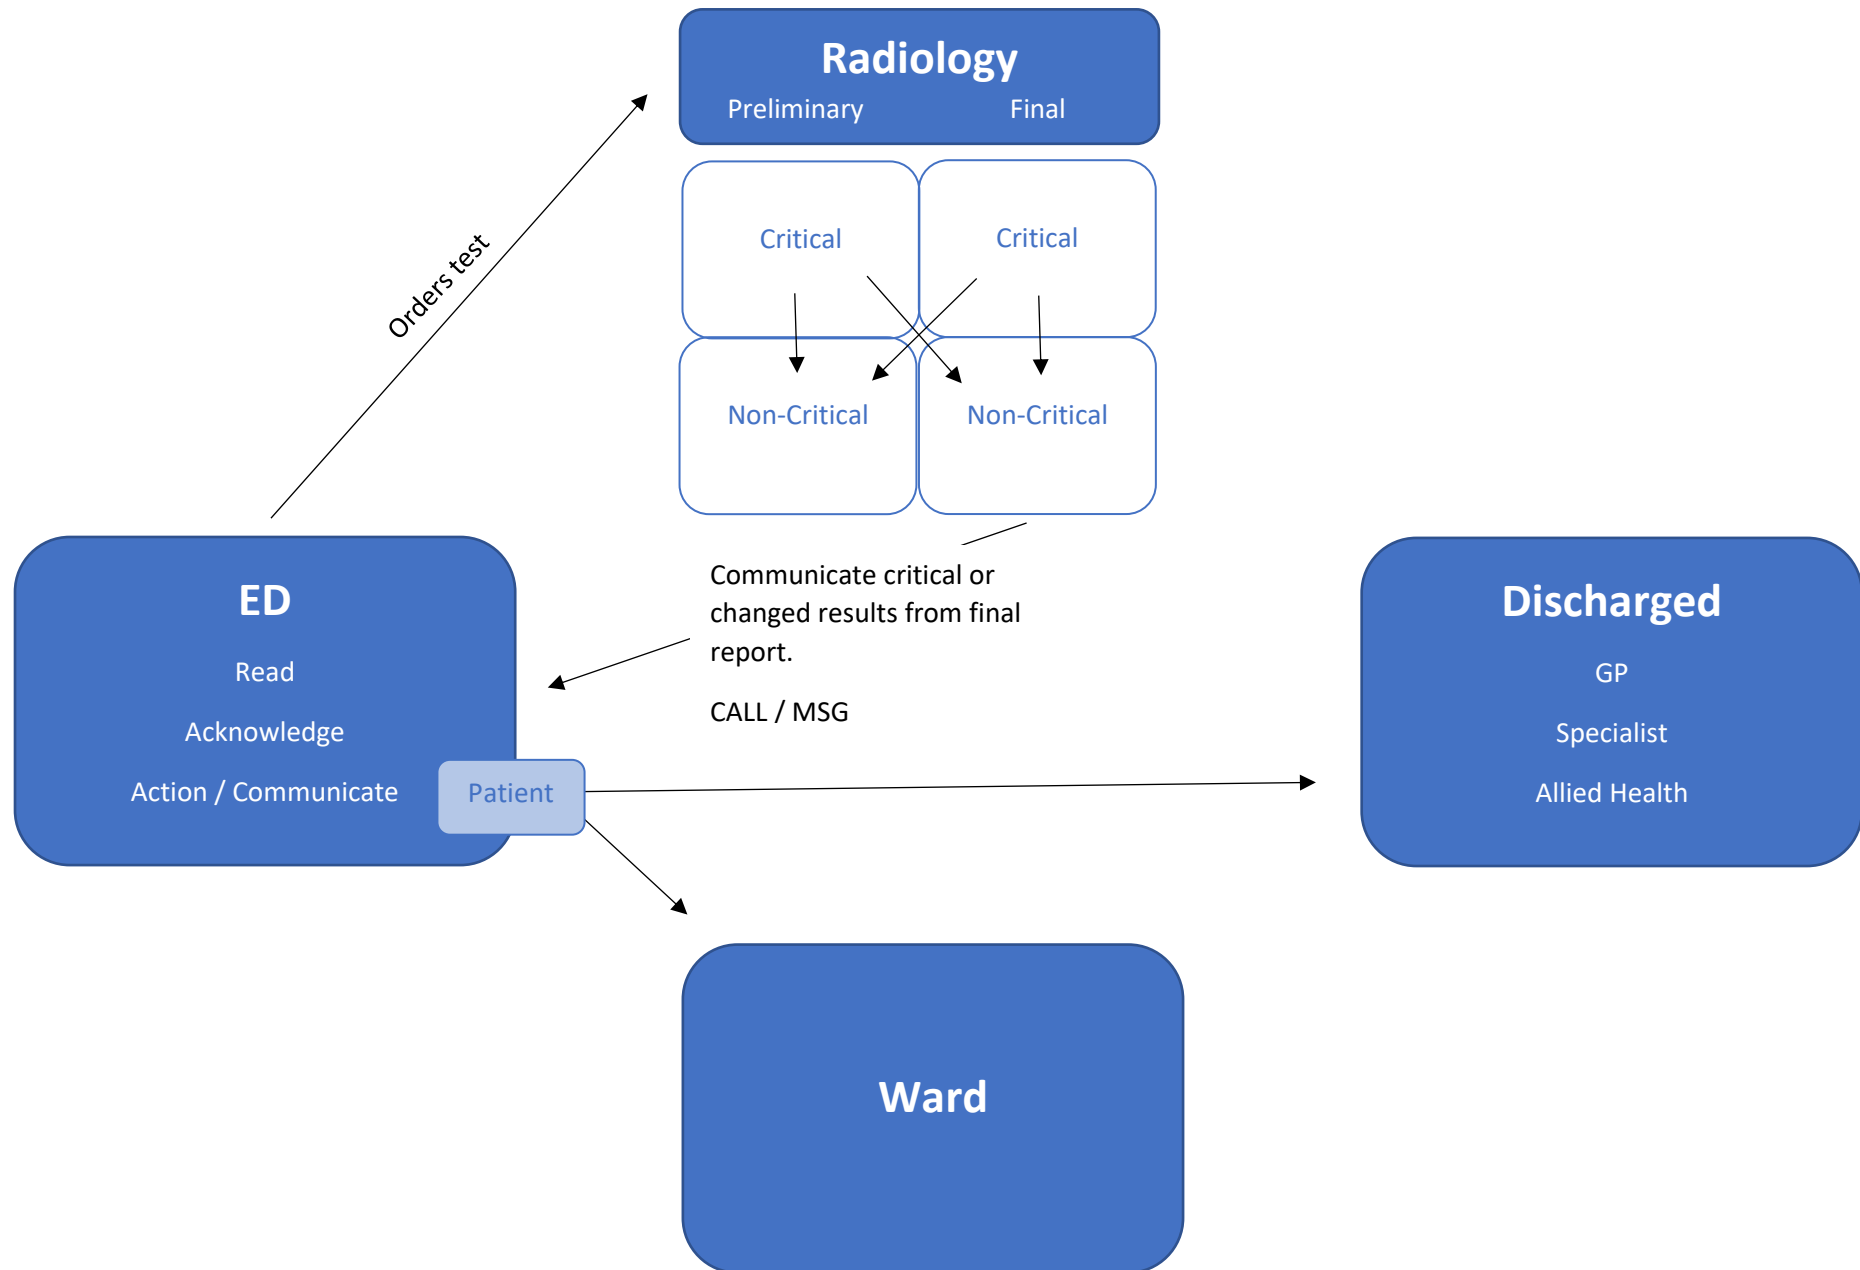 Radiology
Preliminary Final
Orders test
Critical Critical
Non-Critical Non-Critical
Communicate critical or
changed results from final
report.
CALL / MSG
ED
Read
Acknowledge
Action / Communicate
Patient
Discharged
GP
Specialist
Allied Health
Ward